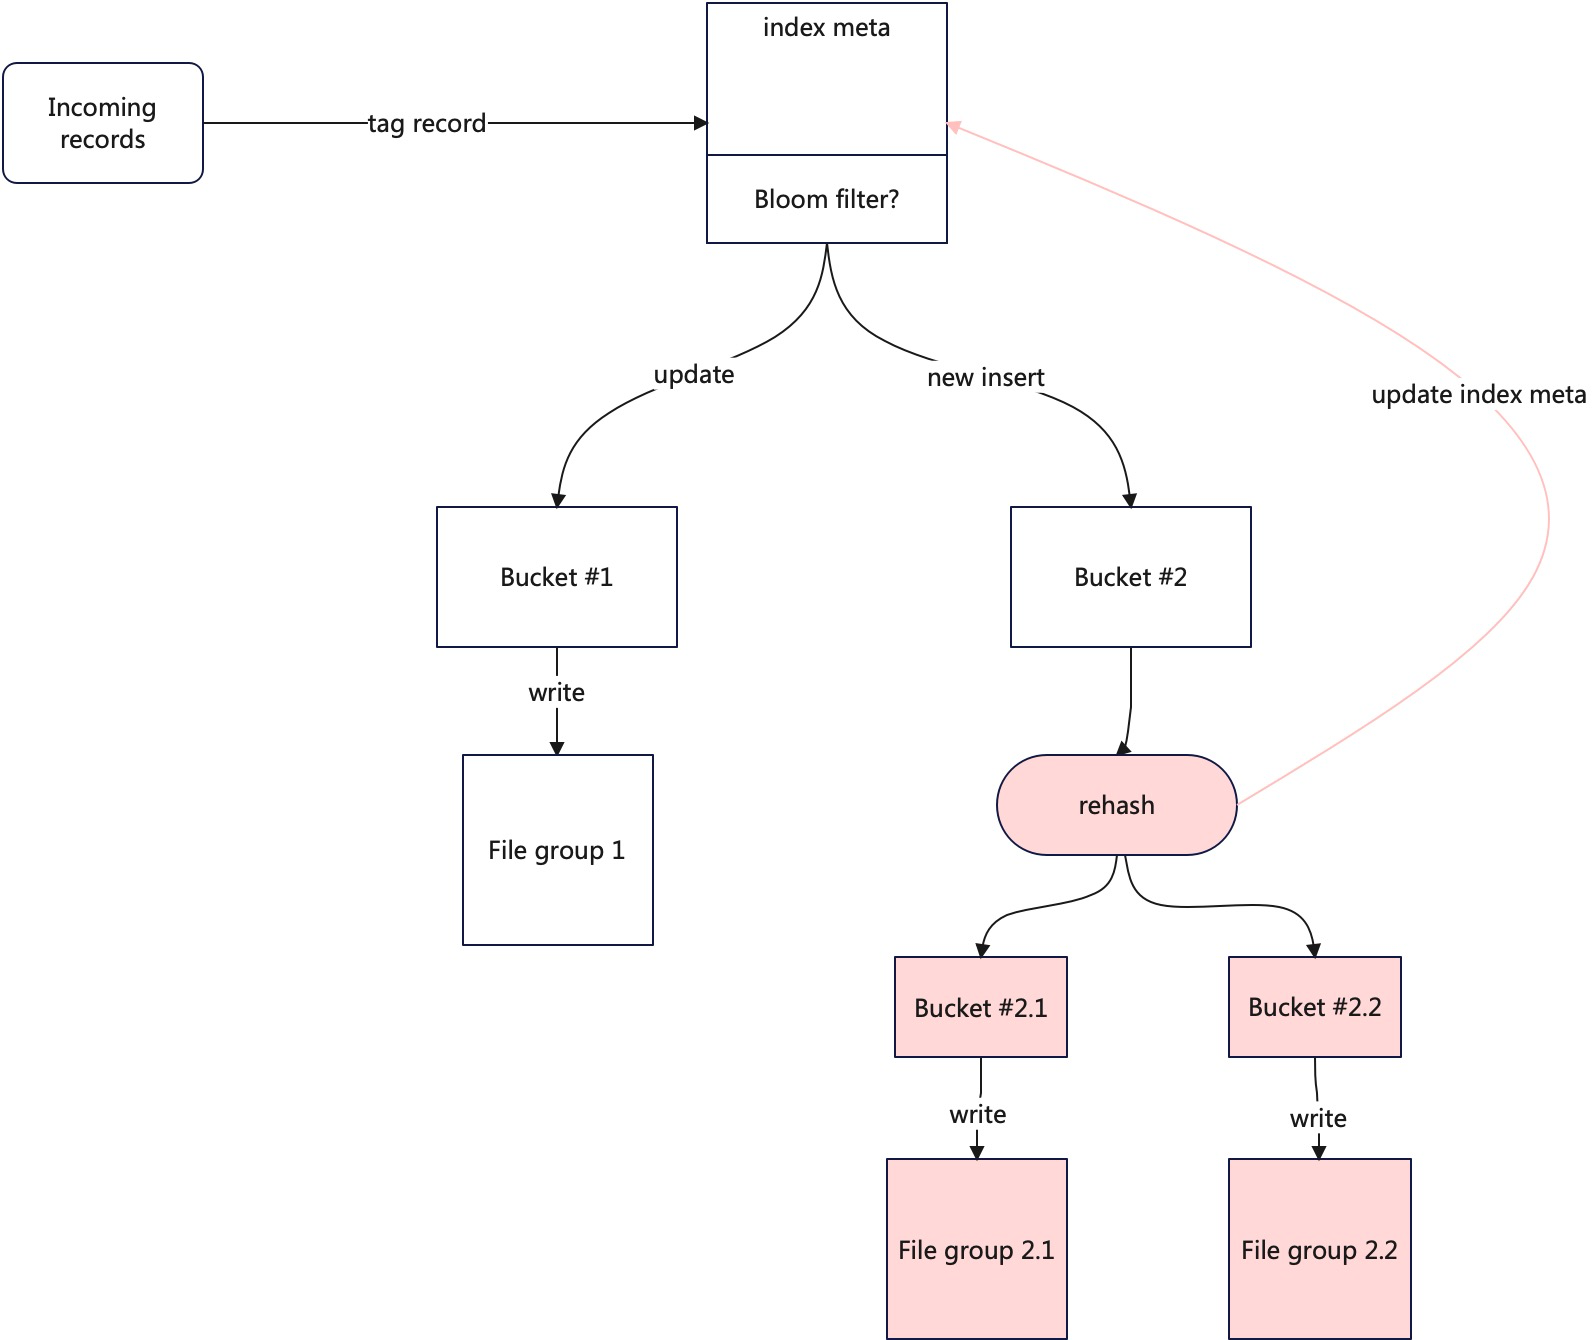 index meta
Incoming
records
tag record
Bloom filter?
update
new insert
update index meta
Bucket #1
Bucket #2
write
rehash
File group 1
Bucket #2.1
Bucket #2.2
write
write
File group 2.1
File group 2.2